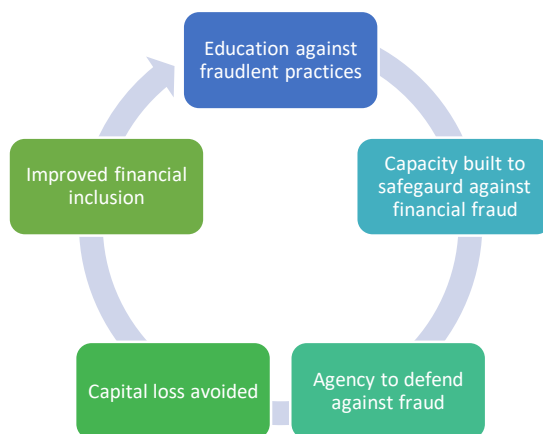 Education against
fraudlent practices
Capacity built to
safegaurd against
financial fraud
Agency to defend
against fraud
Capital loss avoided
Improved financial
inclusion